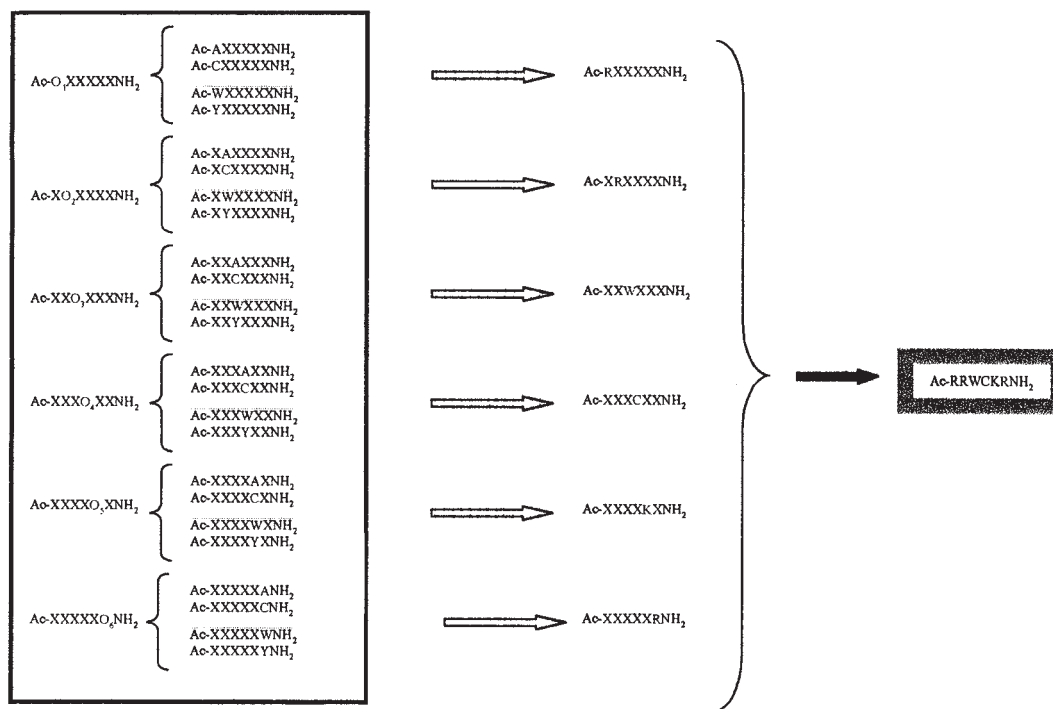 Ac-O₁XXXXXNH₂
Ac-AXXXXXNH₂
Ac-CXXXXXNH₂
Ac-WXXXXXNH₂
Ac-YXXXXXNH₂
Ac-RXXXXXNH₂
Ac-XO₂XXXXNH₂
Ac-XAXXXXNH₂
Ac-XCXXXXNH₂
Ac-XWXXXXNH₂
Ac-XYXXXXNH₂
Ac-XRXXXXNH₂
Ac-XXO₃XXXNH₂
Ac-XXAXXXNH₂
Ac-XXCXXXNH₂
Ac-XXWXXXNH₂
Ac-XXYXXXNH₂
Ac-XXWXXXNH₂
Ac-XXXO₄XXNH₂
Ac-XXXAXXNH₂
Ac-XXXCXXNH₂
Ac-XXXWXXNH₂
Ac-XXXYXXNH₂
Ac-XXXCXXNH₂
Ac-XXXXO₅XNH₂
Ac-XXXXAXNH₂
Ac-XXXXCXNH₂
Ac-XXXXWXNH₂
Ac-XXXXYXNH₂
Ac-XXXXKXNH₂
Ac-XXXXXO₆NH₂
Ac-XXXXXANH₂
Ac-XXXXXCNH₂
Ac-XXXXXWNH₂
Ac-XXXXXYNH₂
Ac-XXXXXRNH₂
Ac-RRWCKRNH₂